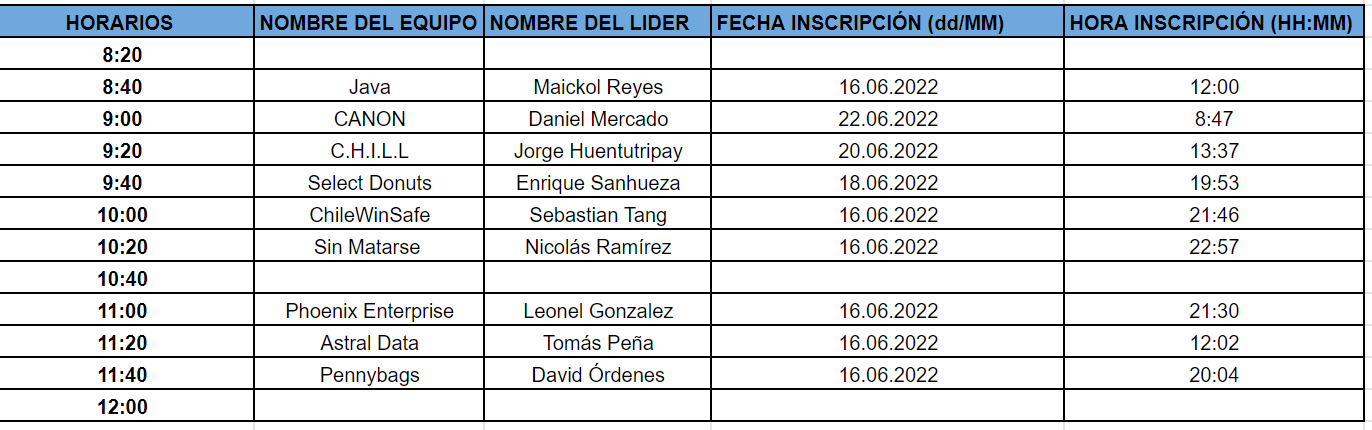 HORARIOS NOMBRE DEL EQUIPO NOMBRE DEL LIDER FECHA INSCRIPCIÓN (dd/MM) HORA INSCRIPCIÓN (HH:MM)
8:20
8:40 Java Maickol Reyes 16.06.2022 12:00
9:00 CANON Daniel Mercado 22.06.2022 8:47
9:20 C.H.I.L.L Jorge Huentutripay 20.06.2022 13:37
9:40 Select Donuts Enrique Sanhueza 18.06.2022 19:53
10:00 ChileWinSafe Sebastian Tang 16.06.2022 21:46
10:20 Sin Matarse Nicolás Ramírez 16.06.2022 22:57
10:40
11:00 Phoenix Enterprise Leonel Gonzalez 16.06.2022 21:30
11:20 Astral Data Tomás Peña 16.06.2022 12:02
11:40 Pennybags David Órdenes 16.06.2022 20:04
12:00